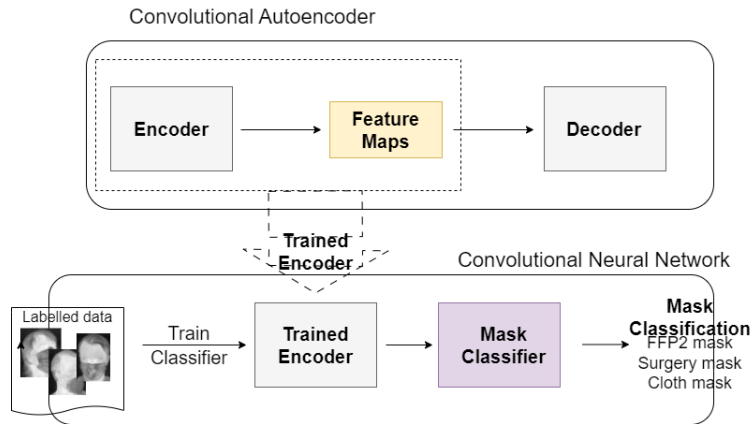 Convolutional Autoencoder
Encoder
Feature
Maps
Decoder
Trained
Encoder
Convolutional Neural Network
Labelled data
Train
Classifier
Trained
Encoder
Mask
Classifier
Mask
Classification
FFP2 mask
Surgery mask
Cloth mask